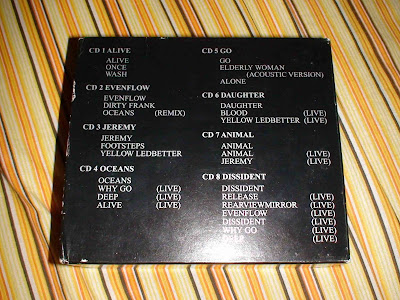 CD 1 ALIVE
ALIVE
ONCE
WASH
CD 2 EVENFLOW
EVENFLOW
DIRTY FRANK
OCEANS (REMIX)
CD 3 JEREMY
JEREMY
FOOTSTEPS
YELLOW LEDBETTER
CD 4 OCEANS
OCEANS
WHY GO (LIVE)
DEEP (LIVE)
ALIVE (LIVE)
CD 5 GO
GO
ELDERLY WOMAN
(ACOUSTIC VERSION)
ALONE
CD 6 DAUGHTER
DAUGHTER
BLOOD (LIVE)
YELLOW LEDBETTER (LIVE)
CD 7 ANIMAL
ANIMAL
ANIMAL (LIVE)
JEREMY (LIVE)
CD 8 DISSIDENT
DISSIDENT
RELEASE (LIVE)
REARVIEWMIRROR (LIVE)
EVENFLOW (LIVE)
DISSIDENT (LIVE)
WHY GO (LIVE)
DEEP (LIVE)